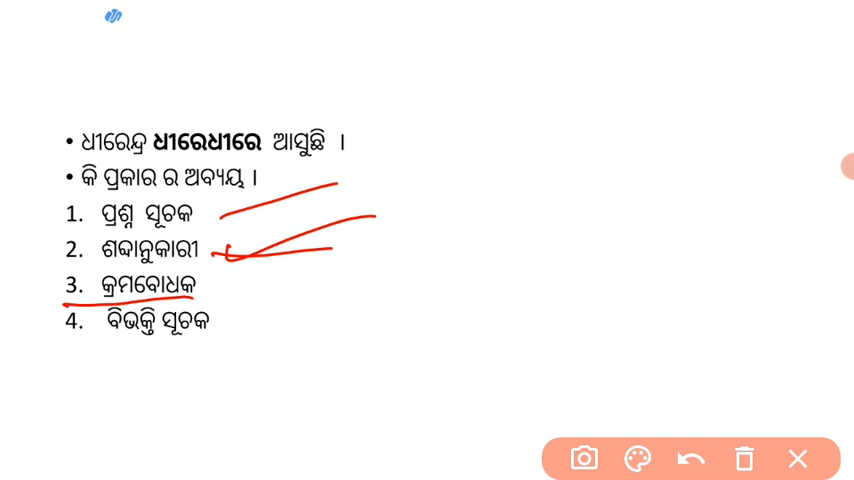 • ଧୀରେନ୍ଦ୍ର ଧୀରେଧୀରେ ଆସୁଛି ।
• କି ପ୍ରକାର ର ଅବ୍ୟୟ ।
1. ପ୍ରଶ୍ନ ସୂଚକ
2. ଶବ୍ଦାନୁକାରୀ
3. କ୍ରମବୋଧକ
4. ବିଭକ୍ତି ସୂଚକ